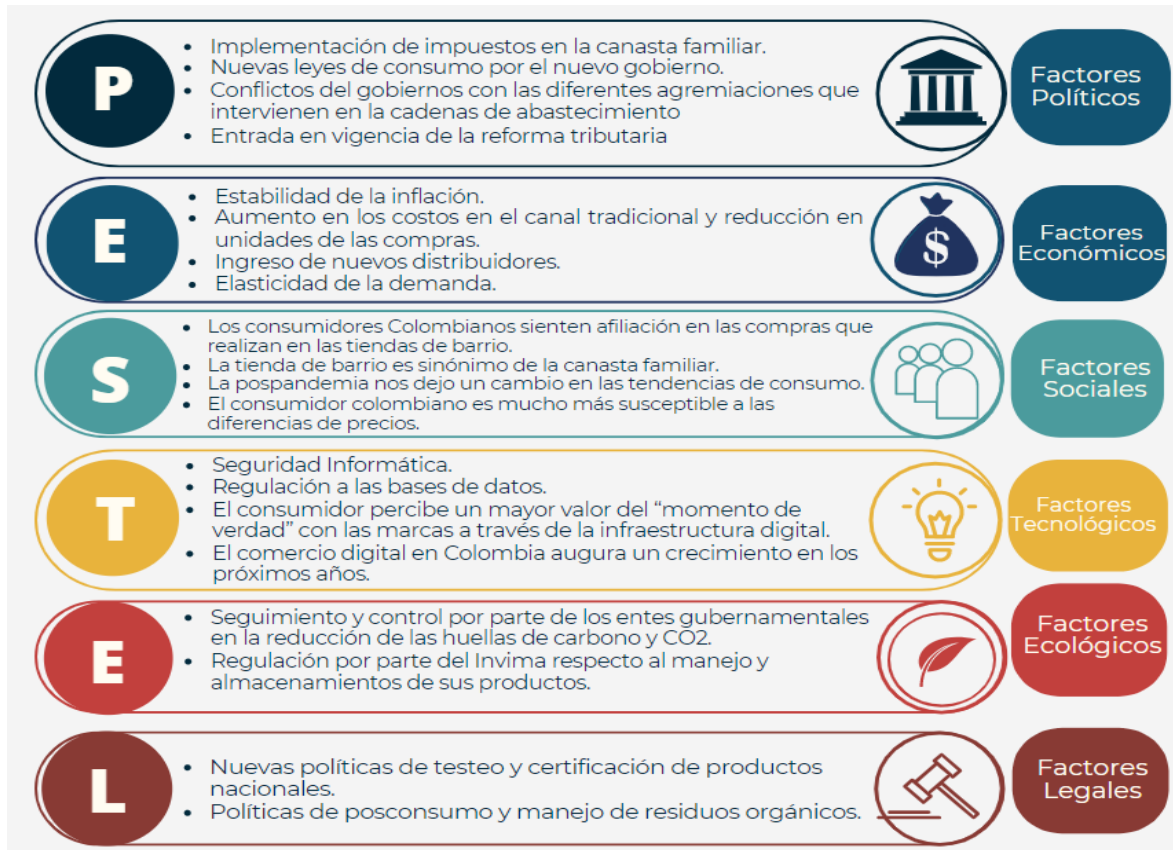 P
• Implementación de impuestos en la canasta familiar.
• Nuevas leyes de consumo por el nuevo gobierno.
• Conflictos del gobiernos con las diferentes agremiaciones que
intervienen en la cadenas de abastecimiento
• Entrada en vigencia de la reforma tributaria
Factores
Políticos
E
• Estabilidad de la inflación.
• Aumento en los costos en el canal tradicional y reducción en
unidades de las compras.
• Ingreso de nuevos distribuidores.
• Elasticidad de la demanda.
$
Factores
Económicos
S
• Los consumidores Colombianos sienten afiliación en las compras que
realizan en las tiendas de barrio.
• La tienda de barrio es sinónimo de la canasta familiar.
• La pospandemia nos dejo un cambio en las tendencias de consumo.
• El consumidor colombiano es mucho más susceptible a las
diferencias de precios.
Factores
Sociales
T
• Seguridad Informática.
• Regulación a las bases de datos.
• El consumidor percibe un mayor valor del “momento de
verdad” con las marcas a través de la infraestructura digital.
• El comercio digital en Colombia augura un crecimiento en los
próximos años.
Factores
Tecnológicos
E
• Seguimiento y control por parte de los entes gubernamentales
en la reducción de las huellas de carbono y CO2.
• Regulación por parte del Invima respecto al manejo y
almacenamientos de sus productos.
Factores
Ecológicos
L
• Nuevas políticas de testeo y certificación de productos
nacionales.
• Políticas de posconsumo y manejo de residuos orgánicos.
Factores
Legales